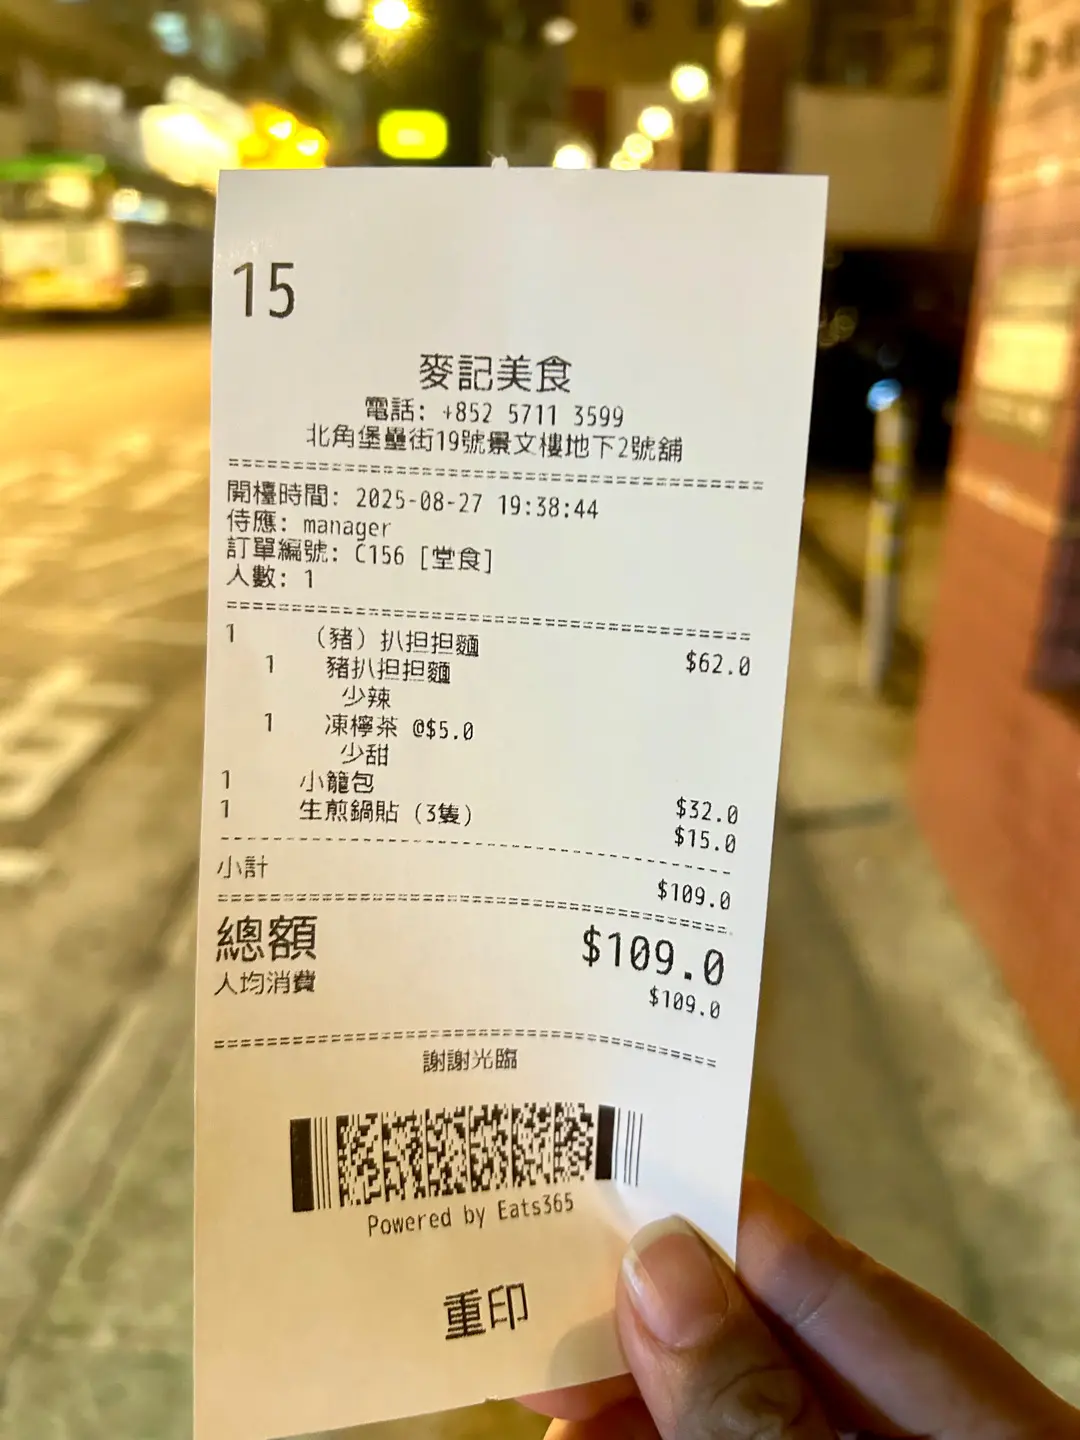 15
麥記美食
電話: +852 5711 3599
北角堡壘街19號景文樓地下2號舖
開檯時間: 2025-08-27 19:38:44
侍應: manager
訂單編號: C156 [堂食]
人數: 1
1 （豬）扒担担麵 $62.0
1 豬扒担担麵
少辣
1 凍檸茶 @$5.0
少甜
1 小籠包 $32.0
1 生煎鍋貼 (3隻) $15.0
小計 $109.0
總額 $109.0
人均消費 $109.0
謝謝光臨
Powered by Eats365
重印